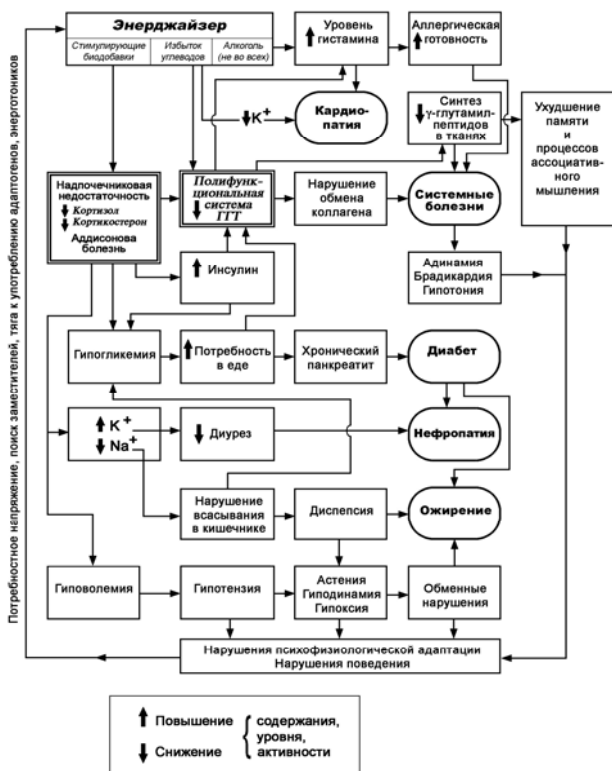 Энерджайзер
Стимулирующие
биодобавки
Избыток
углеводов
Алкоголь
(не во всех)
Уровень
гистамина
Аллергическая
готовность
K+
Кардио-
патия
Синтез
γ-глутамил-
пептидов
в тканях
Ухудшение
памяти
и
процессов
ассоциатив-
ного
мышления
Надпочечниковая
недостаточность
Кортизол
Кортикостерон
Аддисонова
болезнь
Полифунк-
циональная
система
ГГТ
Нарушение
обмена
коллагена
Системные
болезни
Инсулин
Адинамия
Брадикардия
Гипотония
Гипогликемия
Потребность
в еде
Хронический
панкреатит
Диабет
K+
Na+
Диурез
Нефропатия
Нарушение
всасывания
в кишечнике
Диспепсия
Ожирение
Гиповолемия
Гипотензия
Астения
Гиподинамия
Гипоксия
Обменные
нарушения
Нарушения психофизиологической адаптации
Нарушения поведения
Потребностное напряжение, поиск заместителей, тяга к употреблению адаптогенов, энерготоников
Повышение
Снижение
содержания,
уровня,
активности